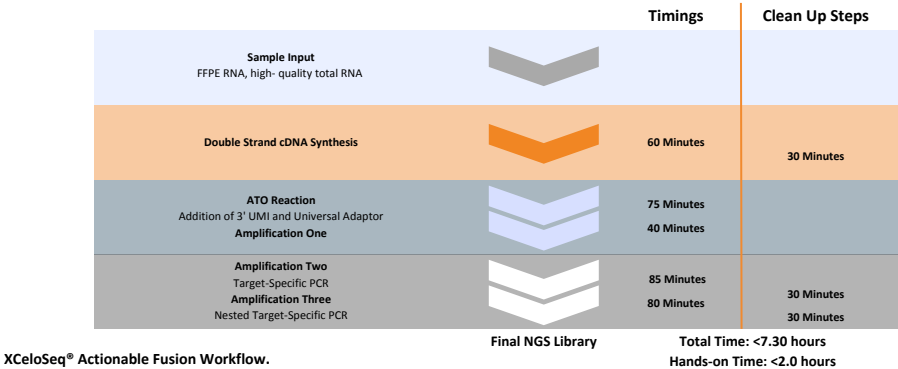 Timings Clean Up Steps
Sample Input
FFPE RNA, high- quality total RNA
Double Strand cDNA Synthesis 60 Minutes
30 Minutes
ATO Reaction
75 Minutes
Addition of 3' UMI and Universal Adaptor
Amplification One 40 Minutes
Amplification Two
85 Minutes
Target-Specific PCR
Amplification Three 80 Minutes 30 Minutes
Nested Target-Specific PCR 30 Minutes
Final NGS Library Total Time: <7.30 hours
XCeloSeq® Actionable Fusion Workflow. Hands-on Time: <2.0 hours